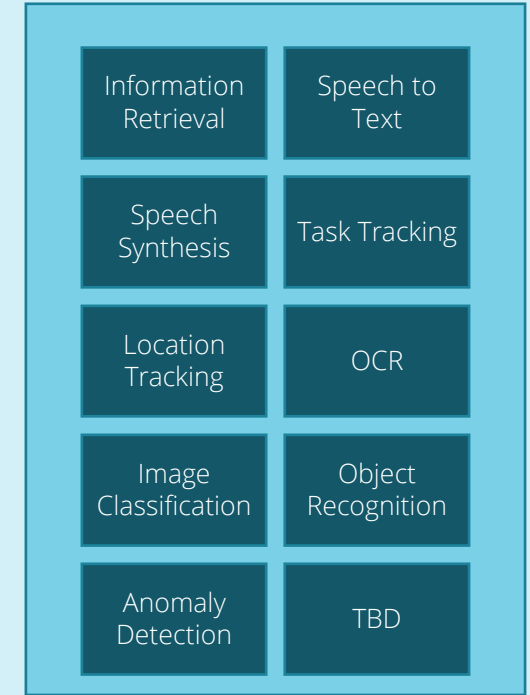 Information
Retrieval
Speech to
Text
Speech
Synthesis
Task Tracking
Location
Tracking
OCR
Image
Classification
Object
Recognition
Anomaly
Detection
TBD